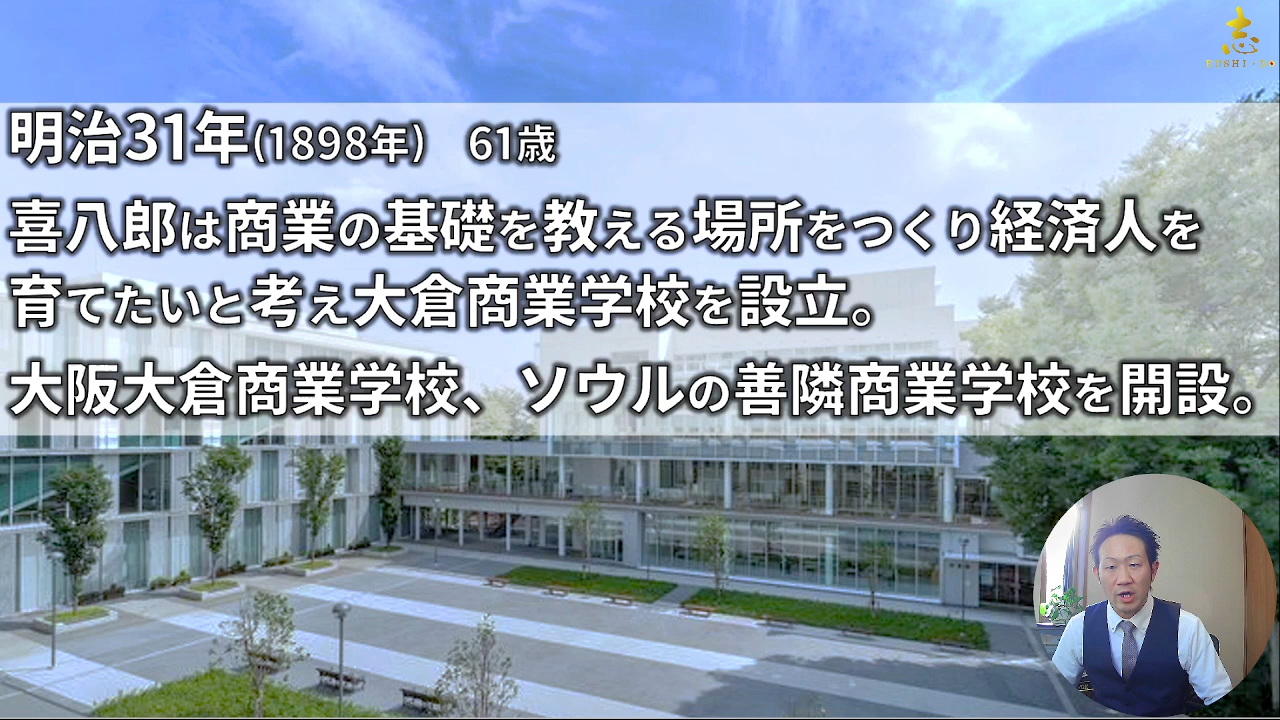 志
BUSHI・DO
明治31年(1898年)　61歳
喜八郎は商業の基礎を教える場所をつくり経済人を
育てたいと考え大倉商業学校を設立。
大阪大倉商業学校、ソウルの善隣商業学校を開設。